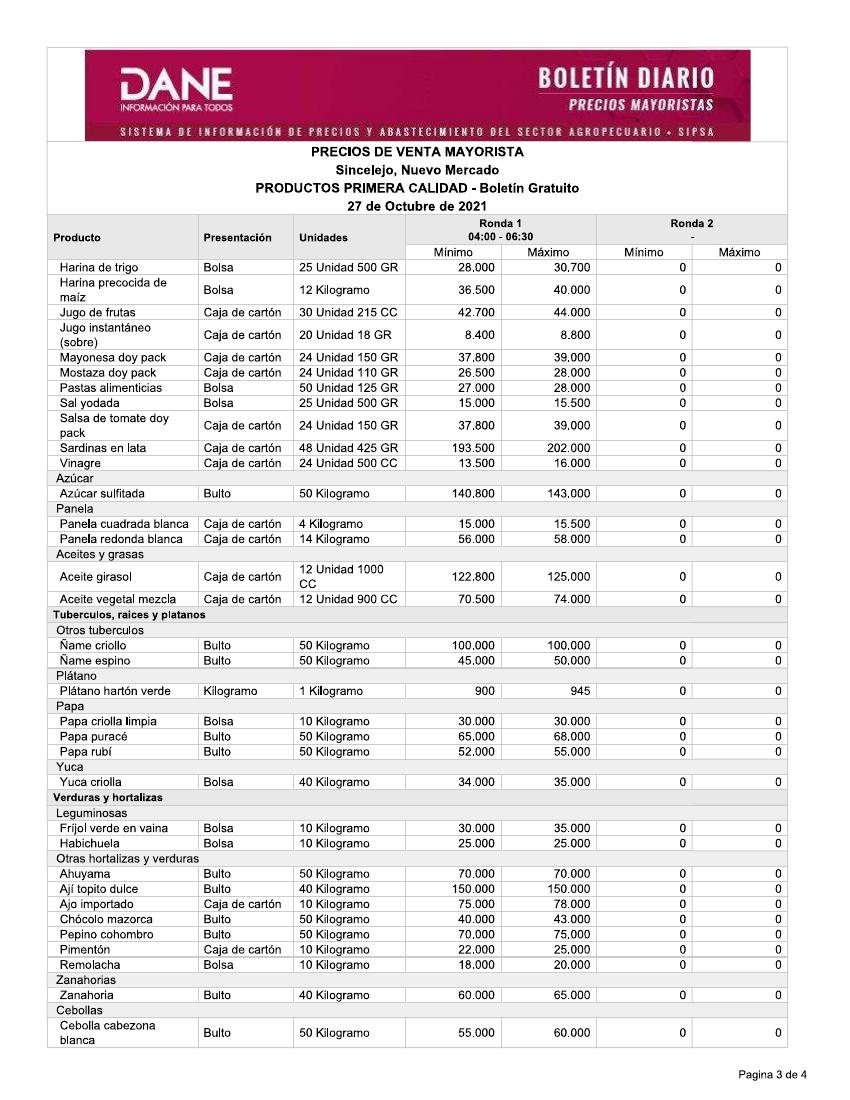 DANE
INFORMACIÓN PARA TODOS
BOLETÍN DIARIO
PRECIOS MAYORISTAS
SISTEMA DE INFORMACIÓN DE PRECIOS Y ABASTECIMIENTO DEL SECTOR AGROPECUARIO • SIPSA
PRECIOS DE VENTA MAYORISTA
Sincelejo, Nuevo Mercado
PRODUCTOS PRIMERA CALIDAD - Boletín Gratuito
27 de Octubre de 2021
Ronda 1 Ronda 2
Producto Presentación Unidades 04:00 - 06:30 -
Mínimo Máximo Mínimo Máximo
Harina de trigo Bolsa 25 Unidad 500 GR 28.000 30.700 0 0
Harina precocida de
maíz Bolsa 12 Kilogramo 36.500 40.000 0 0
Jugo de frutas Caja de cartón 30 Unidad 215 CC 42.700 44.000 0 0
Jugo instantáneo
(sobre) Caja de cartón 20 Unidad 18 GR 8.400 8.800 0 0
Mayonesa doy pack Caja de cartón 24 Unidad 150 GR 37.800 39.000 0 0
Mostaza doy pack Caja de cartón 24 Unidad 110 GR 26.500 28.000 0 0
Pastas alimenticias Bolsa 50 Unidad 125 GR 27.000 28.000 0 0
Sal yodada Bolsa 25 Unidad 500 GR 15.000 15.500 0 0
Salsa de tomate doy
pack Caja de cartón 24 Unidad 150 GR 37.800 39.000 0 0
Sardinas en lata Caja de cartón 48 Unidad 425 GR 193.500 202.000 0 0
Vinagre Caja de cartón 24 Unidad 500 CC 13.500 16.000 0 0
Azúcar
Azúcar sulfitada Bulto 50 Kilogramo 140.800 143.000 0 0
Panela
Panela cuadrada blanca Caja de cartón 4 Kilogramo 15.000 15.500 0 0
Panela redonda blanca Caja de cartón 14 Kilogramo 56.000 58.000 0 0
Aceites y grasas
Aceite girasol Caja de cartón 12 Unidad 1000
CC 122.800 125.000 0 0
Aceite vegetal mezcla Caja de cartón 12 Unidad 900 CC 70.500 74.000 0 0
Tuberculos, raices y platanos
Otros tuberculos
Ñame criollo Bulto 50 Kilogramo 100.000 100.000 0 0
Ñame espino Bulto 50 Kilogramo 45.000 50.000 0 0
Plátano
Plátano hartón verde Kilogramo 1 Kilogramo 900 945 0 0
Papa
Papa criolla limpia Bolsa 10 Kilogramo 30.000 30.000 0 0
Papa puracé Bulto 50 Kilogramo 65.000 68.000 0 0
Papa rubí Bulto 50 Kilogramo 52.000 55.000 0 0
Yuca
Yuca criolla Bolsa 40 Kilogramo 34.000 35.000 0 0
Verduras y hortalizas
Leguminosas
Fríjol verde en vaina Bolsa 10 Kilogramo 30.000 35.000 0 0
Habichuela Bolsa 10 Kilogramo 25.000 25.000 0 0
Otras hortalizas y verduras
Ahuyama Bulto 50 Kilogramo 70.000 70.000 0 0
Ají topito dulce Bulto 40 Kilogramo 150.000 150.000 0 0
Ajo importado Caja de cartón 10 Kilogramo 75.000 78.000 0 0
Chócolo mazorca Bulto 50 Kilogramo 40.000 43.000 0 0
Pepino cohombro Bulto 50 Kilogramo 70.000 75.000 0 0
Pimentón Caja de cartón 10 Kilogramo 22.000 25.000 0 0
Remolacha Bolsa 10 Kilogramo 18.000 20.000 0 0
Zanahorias
Zanahoria Bulto 40 Kilogramo 60.000 65.000 0 0
Cebollas
Cebolla cabezona
blanca Bulto 50 Kilogramo 55.000 60.000 0 0
Pagina 3 de 4